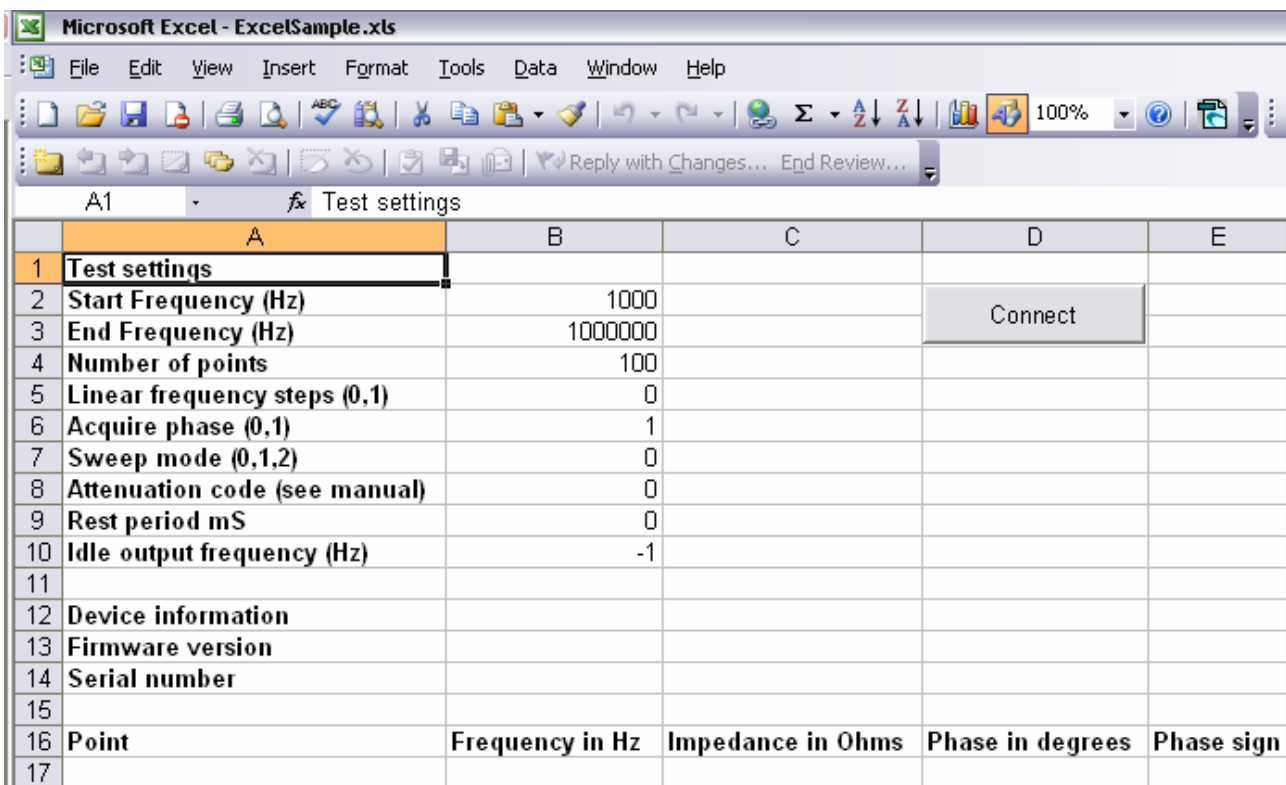 Microsoft Excel - ExcelSample.xls
File Edit View Insert Format Tools Data Window Help
ABC Σ A Z Z A 100%
Reply with Changes... End Review...
A1 fx Test settings
A B C D E
1 Test settings
2 Start Frequency (Hz) 1000
Connect
3 End Frequency (Hz) 1000000
4 Number of points 100
5 Linear frequency steps (0,1) 0
6 Acquire phase (0,1) 1
7 Sweep mode (0,1,2) 0
8 Attenuation code (see manual) 0
9 Rest period mS 0
10 Idle output frequency (Hz) -1
11
12 Device information
13 Firmware version
14 Serial number
15
16 Point Frequency in Hz Impedance in Ohms Phase in degrees Phase sign
17